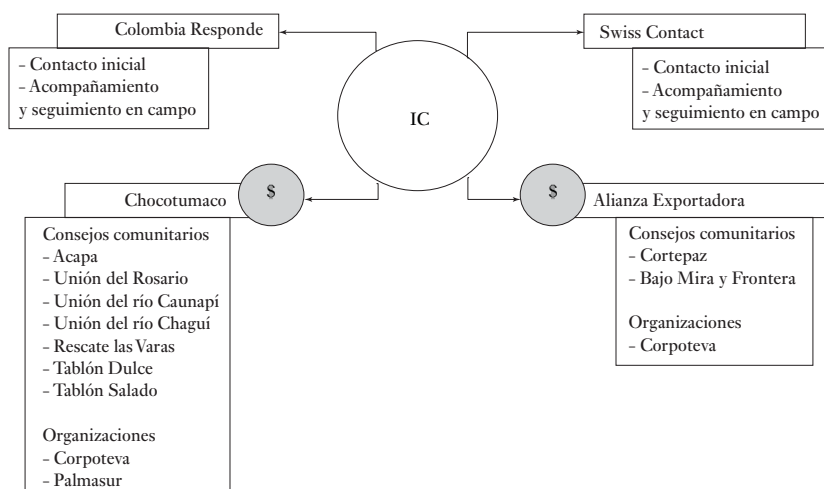 Colombia Responde
- Contacto inicial
- Acompañamiento
y seguimiento en campo
Swiss Contact
- Contacto inicial
- Acompañamiento
y seguimiento en campo
IC
$
Chocotumaco
Consejos comunitarios
- Acapa
- Unión del Rosario
- Unión del río Caunapí
- Unión del río Chaguí
- Rescate las Varas
- Tablón Dulce
- Tablón Salado
Organizaciones
- Corpoteva
- Palmasur
$
Alianza Exportadora
Consejos comunitarios
- Cortepaz
- Bajo Mira y Frontera
Organizaciones
- Corpoteva